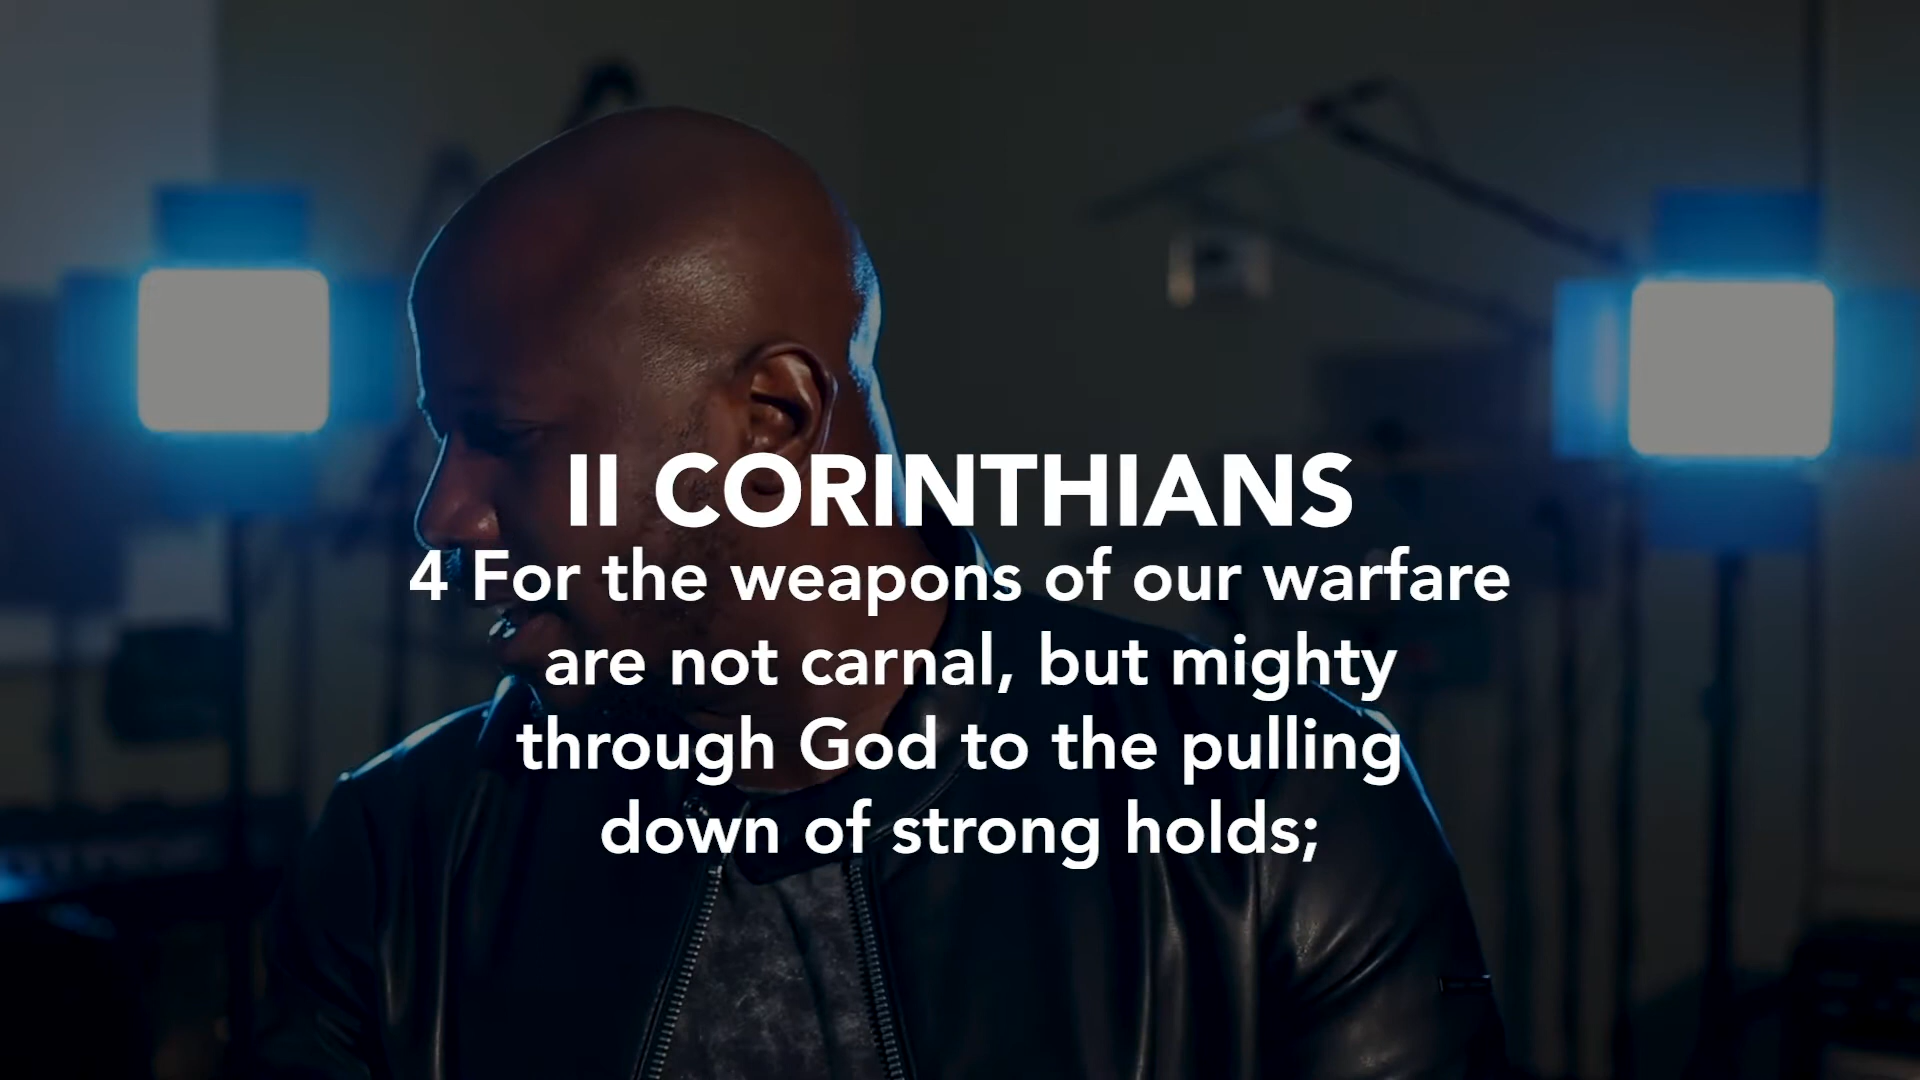 II CORINTHIANS
4 For the weapons of our warfare
are not carnal, but mighty
through God to the pulling
down of strong holds;